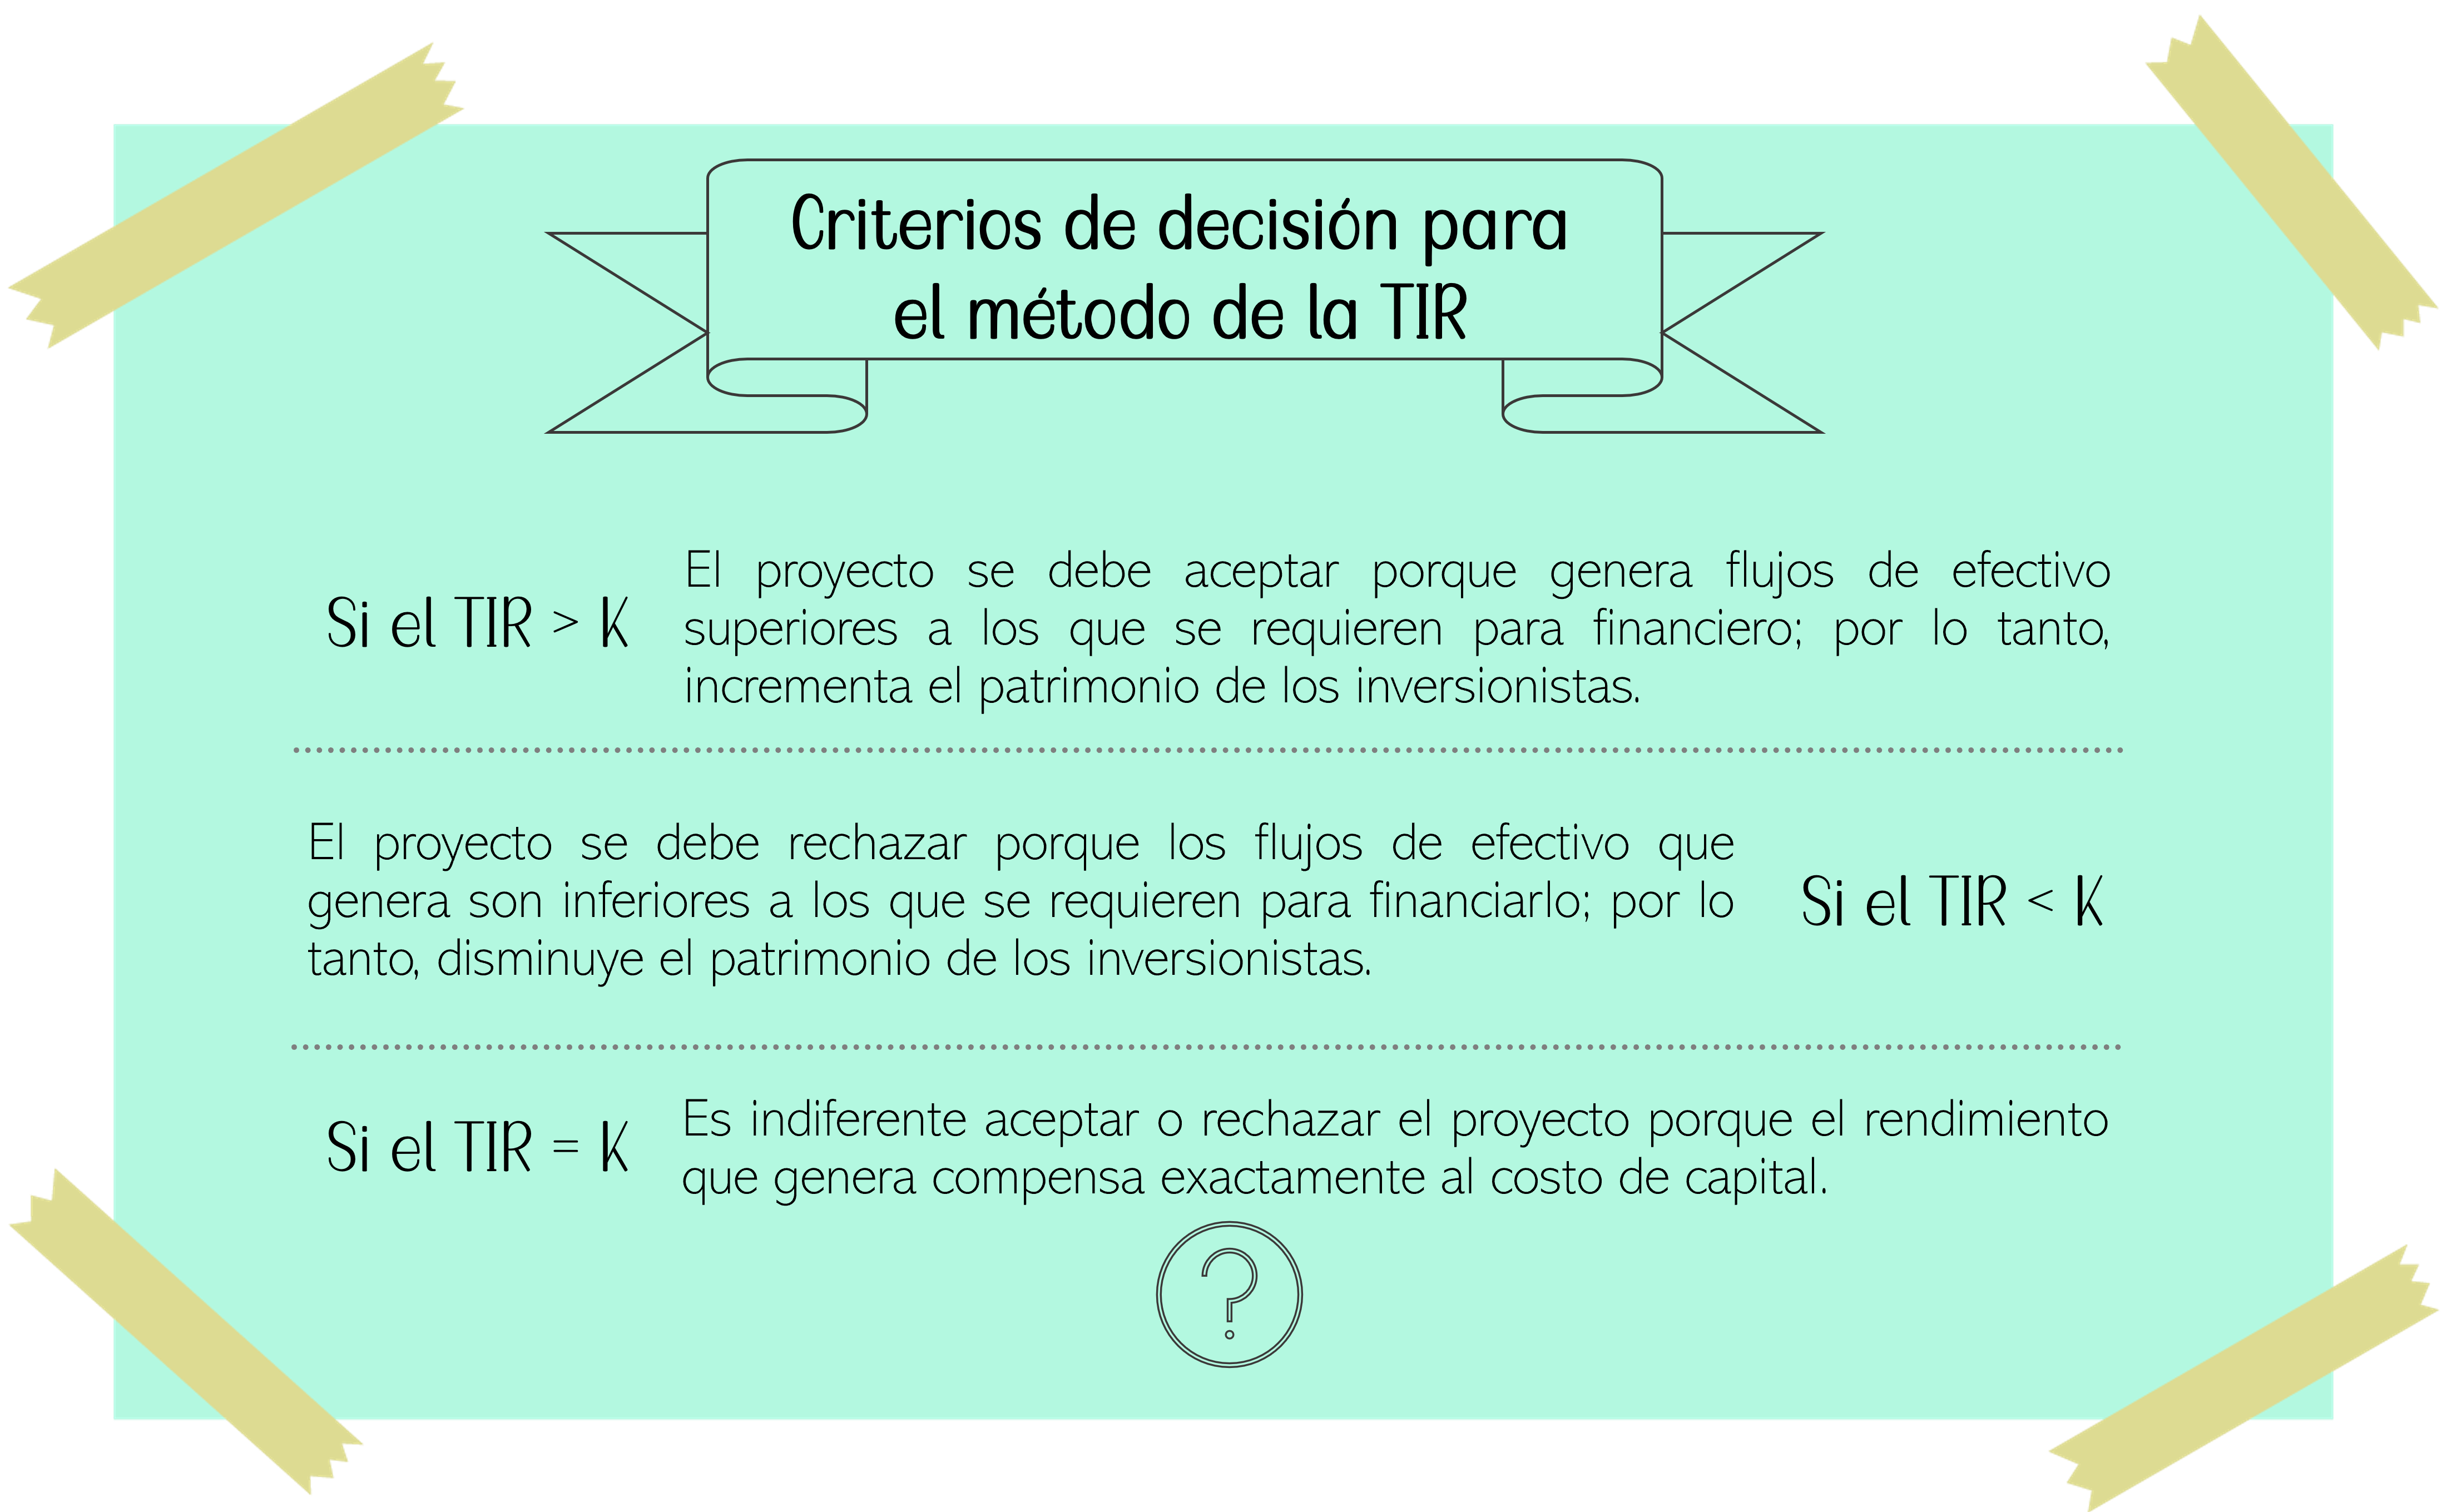 Criterios de decisión para
el método de la TIR
Si el TIR > K
El proyecto se debe aceptar porque genera flujos de efectivo
superiores a los que se requieren para financiero; por lo tanto,
incrementa el patrimonio de los inversionistas.
El proyecto se debe rechazar porque los flujos de efectivo que
genera son inferiores a los que se requieren para financiarlo; por lo
tanto, disminuye el patrimonio de los inversionistas.
Si el TIR < K
Si el TIR = K
Es indiferente aceptar o rechazar el proyecto porque el rendimiento
que genera compensa exactamente al costo de capital.
?